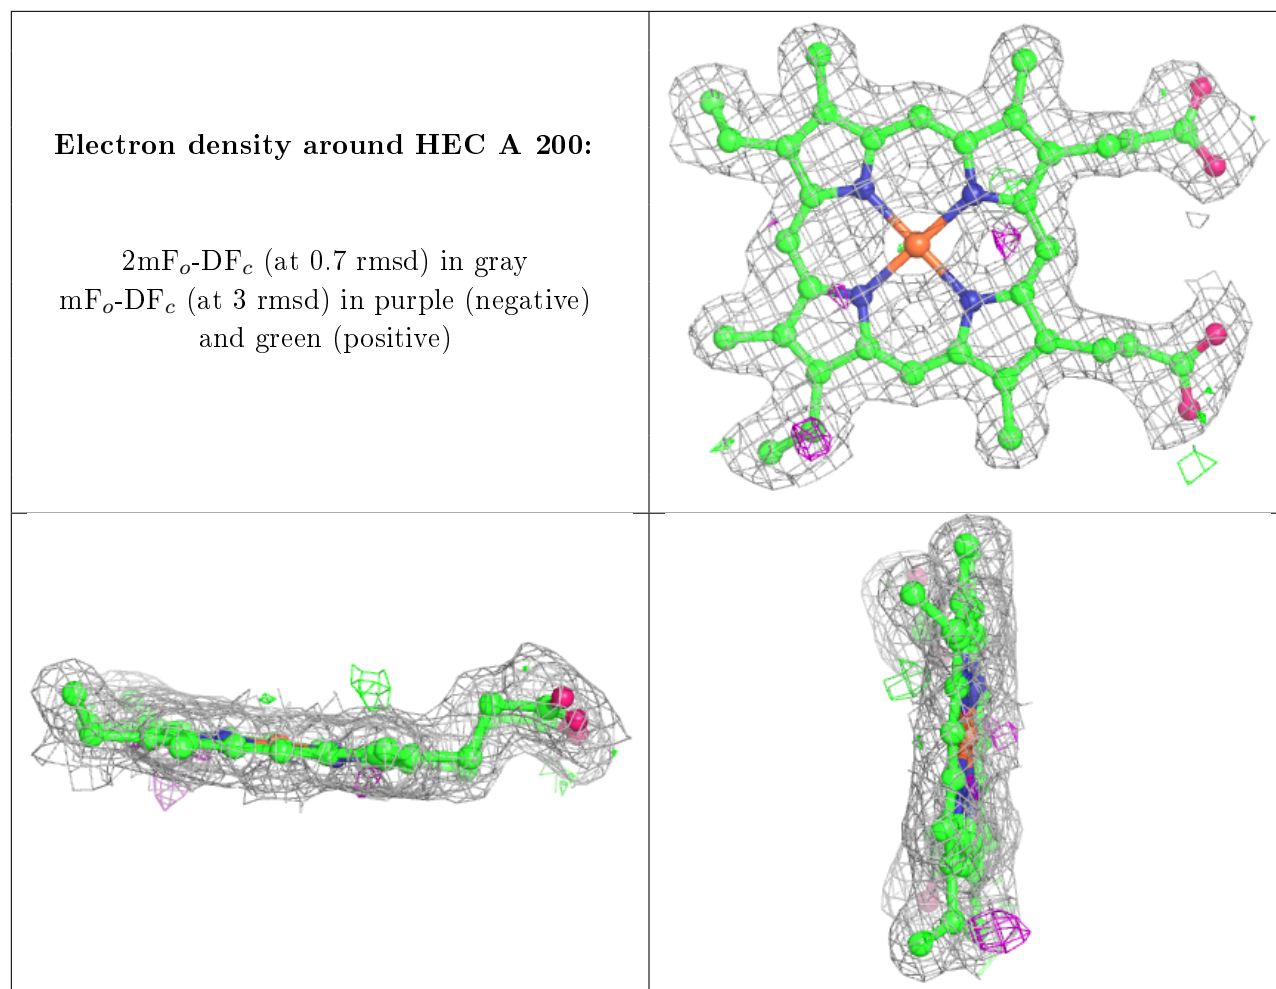 Electron density around HEC A 200:
2mFₒ-DF𝒸 (at 0.7 rmsd) in gray
mFₒ-DF𝒸 (at 3 rmsd) in purple (negative)
and green (positive)